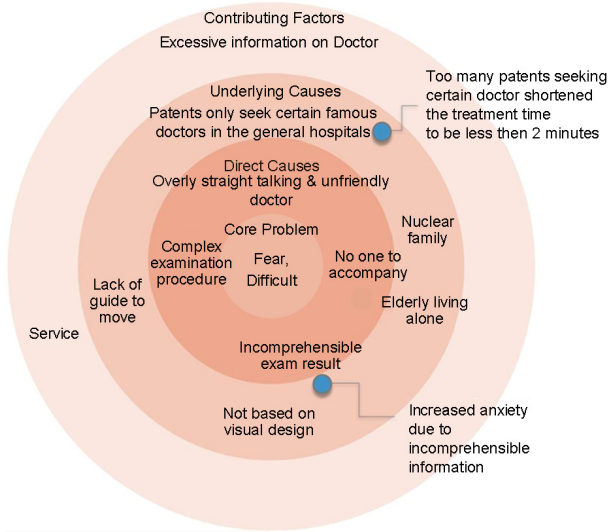 Contributing Factors
Excessive information on Doctor
Underlying Causes
Patents only seek certain famous
doctors in the general hospitals
Too many patents seeking
certain doctor shortened
the treatment time
to be less then 2 minutes
Direct Causes
Overly straight talking & unfriendly
doctor
Core Problem
Fear,
Difficult
Complex
examination
procedure
No one to
accompany
Nuclear
family
Elderly living
alone
Lack of
guide to
move
Service
Incomprehensible
exam result
Not based on
visual design
Increased anxiety
due to
incomprehensible
information